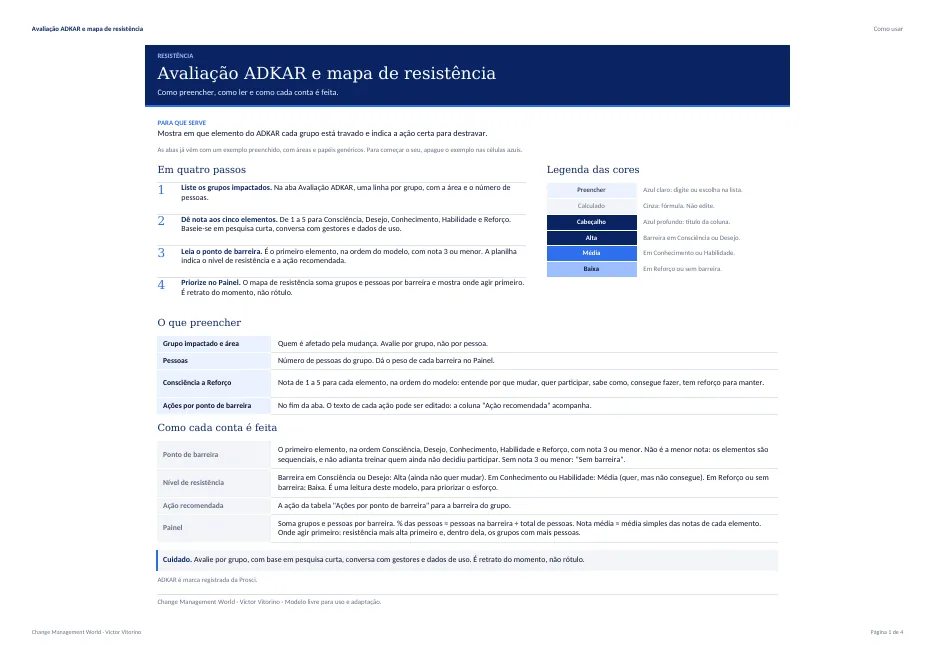 Avaliação ADKAR e mapa de resistência
Como usar
RESISTÊNCIA
Avaliação ADKAR e mapa de resistência
Como preencher, como ler e como cada conta é feita.
PARA QUE SERVE
Mostra em que elemento do ADKAR cada grupo está travado e indica a ação certa para destravar.
As abas já vêm com um exemplo preenchido, com áreas e papéis genéricos. Para começar o seu, apague o exemplo nas células azuis.
Em quatro passos
1
Liste os grupos impactados. Na aba Avaliação ADKAR, uma linha por grupo, com a área e o número de
pessoas.
2
Dê nota aos cinco elementos. De 1 a 5 para Consciência, Desejo, Conhecimento, Habilidade e Reforço.
Baseie-se em pesquisa curta, conversa com gestores e dados de uso.
3
Leia o ponto de barreira. É o primeiro elemento, na ordem do modelo, com nota 3 ou menor. A planilha
indica o nível de resistência e a ação recomendada.
4
Priorize no Painel. O mapa de resistência soma grupos e pessoas por barreira e mostra onde agir primeiro.
É retrato do momento, não rótulo.
Legenda das cores
Preencher
Azul claro: digite ou escolha na lista.
Calculado
Cinza: fórmula. Não edite.
Cabeçalho
Azul profundo: título da coluna.
Alta
Barreira em Consciência ou Desejo.
Média
Em Conhecimento ou Habilidade.
Baixa
Em Reforço ou sem barreira.
O que preencher
Grupo impactado e área
Quem é afetado pela mudança. Avalie por grupo, não por pessoa.
Pessoas
Número de pessoas do grupo. Dá o peso de cada barreira no Painel.
Consciência a Reforço
Nota de 1 a 5 para cada elemento, na ordem do modelo: entende por que mudar, quer participar, sabe como, consegue fazer, tem reforço para manter.
Ações por ponto de barreira
No fim da aba. O texto de cada ação pode ser editado: a coluna "Ação recomendada" acompanha.
Como cada conta é feita
Ponto de barreira
O primeiro elemento, na ordem Consciência, Desejo, Conhecimento, Habilidade e Reforço, com nota 3 ou menor. Não é a menor nota: os elementos são
sequenciais, e não adianta treinar quem ainda não decidiu participar. Sem nota 3 ou menor: "Sem barreira".
Nível de resistência
Barreira em Consciência ou Desejo: Alta (ainda não quer mudar). Em Conhecimento ou Habilidade: Média (quer, mas não consegue). Em Reforço ou sem
barreira: Baixa. É uma leitura deste modelo, para priorizar o esforço.
Ação recomendada
A ação da tabela "Ações por ponto de barreira" para a barreira do grupo.
Painel
Soma grupos e pessoas por barreira. % das pessoas = pessoas na barreira ÷ total de pessoas. Nota média = média simples das notas de cada elemento.
Onde agir primeiro: resistência mais alta primeiro e, dentro dela, os grupos com mais pessoas.
Cuidado. Avalie por grupo, com base em pesquisa curta, conversa com gestores e dados de uso. É retrato do momento, não rótulo.
ADKAR é marca registrada da Prosci.
Change Management World · Victor Vitorino · Modelo livre para uso e adaptação.
Change Management World · Victor Vitorino
Página 1 de 4